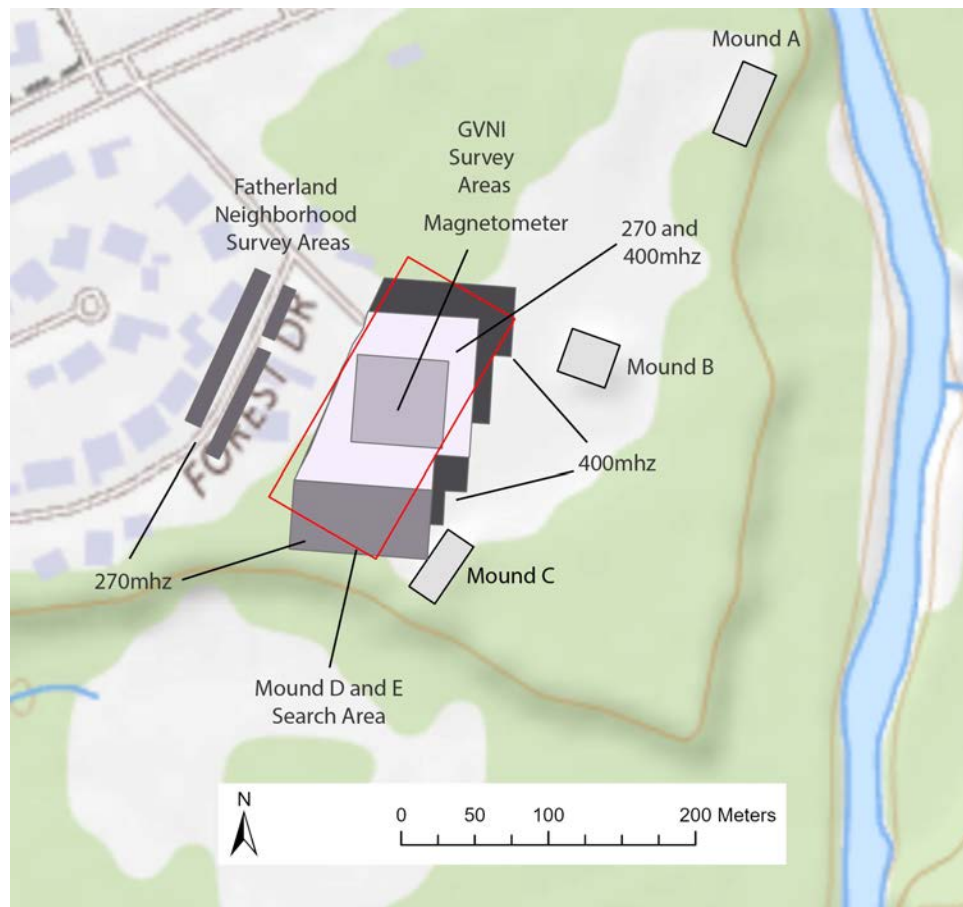 Mound A
GVNI
Survey
Areas
Fatherland
Neighborhood
Survey Areas
Magnetometer
270 and
400mhz
FOREST DR
Mound B
400mhz
270mhz
Mound C
Mound D and E
Search Area
N
0 50 100 200 Meters